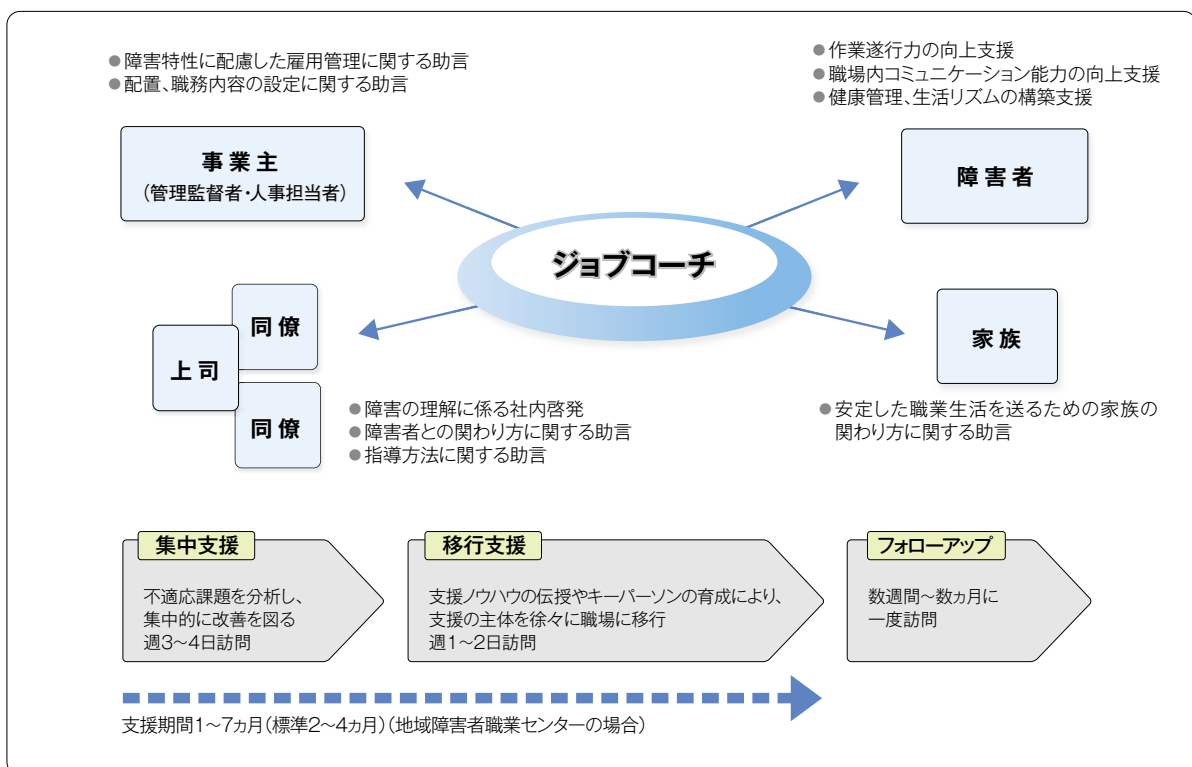 ●障害特性に配慮した雇用管理に関する助言
●配置、職務内容の設定に関する助言
●作業遂行力の向上支援
●職場内コミュニケーション能力の向上支援
●健康管理、生活リズムの構築支援
事業主
（管理監督者・人事担当者）
障害者
ジョブコーチ
同僚
上司
同僚
家族
●障害の理解に係る社内啓発
●障害者との関わり方に関する助言
●指導方法に関する助言
●安定した職業生活を送るための家族の
関わり方に関する助言
集中支援
不適応課題を分析し、
集中的に改善を図る
週3～4日訪問
移行支援
支援ノウハウの伝授やキーパーソンの育成により、
支援の主体を徐々に職場に移行
週1～2日訪問
フォローアップ
数週間～数ヵ月に
一度訪問
支援期間1～7ヵ月（標準2～4ヵ月）（地域障害者職業センターの場合）